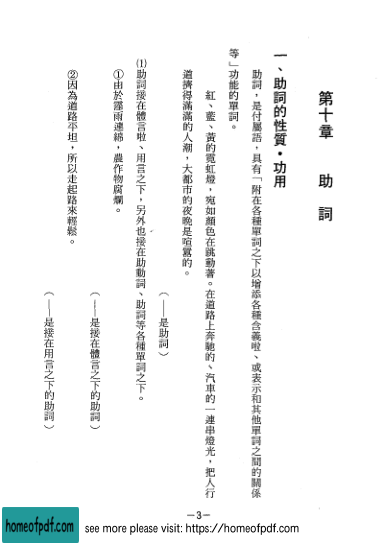 第十章 助詞
一、助詞的性質・功用
助詞，是付屬語，具有「附在各種單詞之下以增添各種含義啦、或表示和其他單詞之間的關係
等」功能的單詞。
紅、藍、黃的霓虹燈，宛如顏色在跳動著。在道路上奔馳的、汽車的一連串燈光，把人行
道擠得滿滿的人潮，大都市的夜晚是喧囂的。
（——是助詞）
⑴助詞接在體言啦、用言之下，另外也接在助動詞、助詞等各種單詞之下。
（——是接在體言之下的助詞）
①由於霪雨連綿，農作物腐爛。
（——是接在用言之下的助詞）
②因為道路平坦，所以走起路來輕鬆。
—3—
homeofpdf.com
see more please visit: https://homeofpdf.com